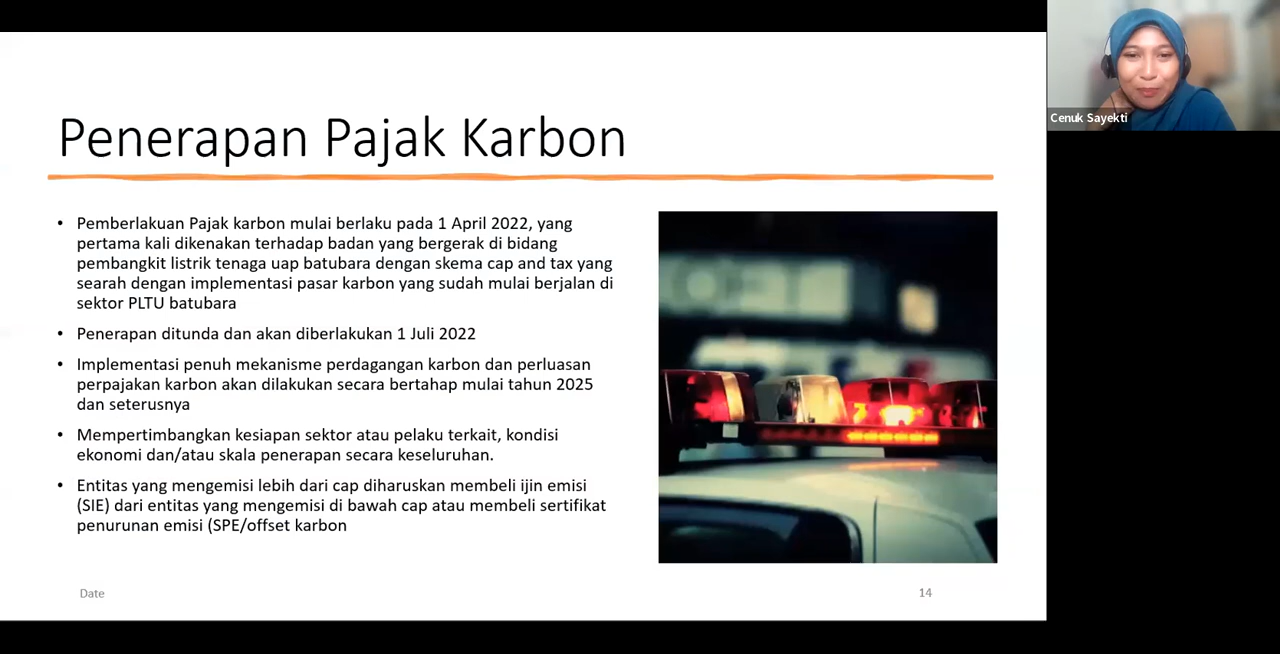 Penerapan Pajak Karbon
• Pemberlakuan Pajak karbon mulai berlaku pada 1 April 2022, yang
pertama kali dikenakan terhadap badan yang bergerak di bidang
pembangkit listrik tenaga uap batubara dengan skema cap and tax yang
searah dengan implementasi pasar karbon yang sudah mulai berjalan di
sektor PLTU batubara
• Penerapan ditunda dan akan diberlakukan 1 Juli 2022
• Implementasi penuh mekanisme perdagangan karbon dan perluasan
perpajakan karbon akan dilakukan secara bertahap mulai tahun 2025
dan seterusnya
• Mempertimbangkan kesiapan sektor atau pelaku terkait, kondisi
ekonomi dan/atau skala penerapan secara keseluruhan.
• Entitas yang mengemisi lebih dari cap diharuskan membeli ijin emisi
(SIE) dari entitas yang mengemisi di bawah cap atau membeli sertifikat
penurunan emisi (SPE/offset karbon
Date
14
Cenuk Sayekti